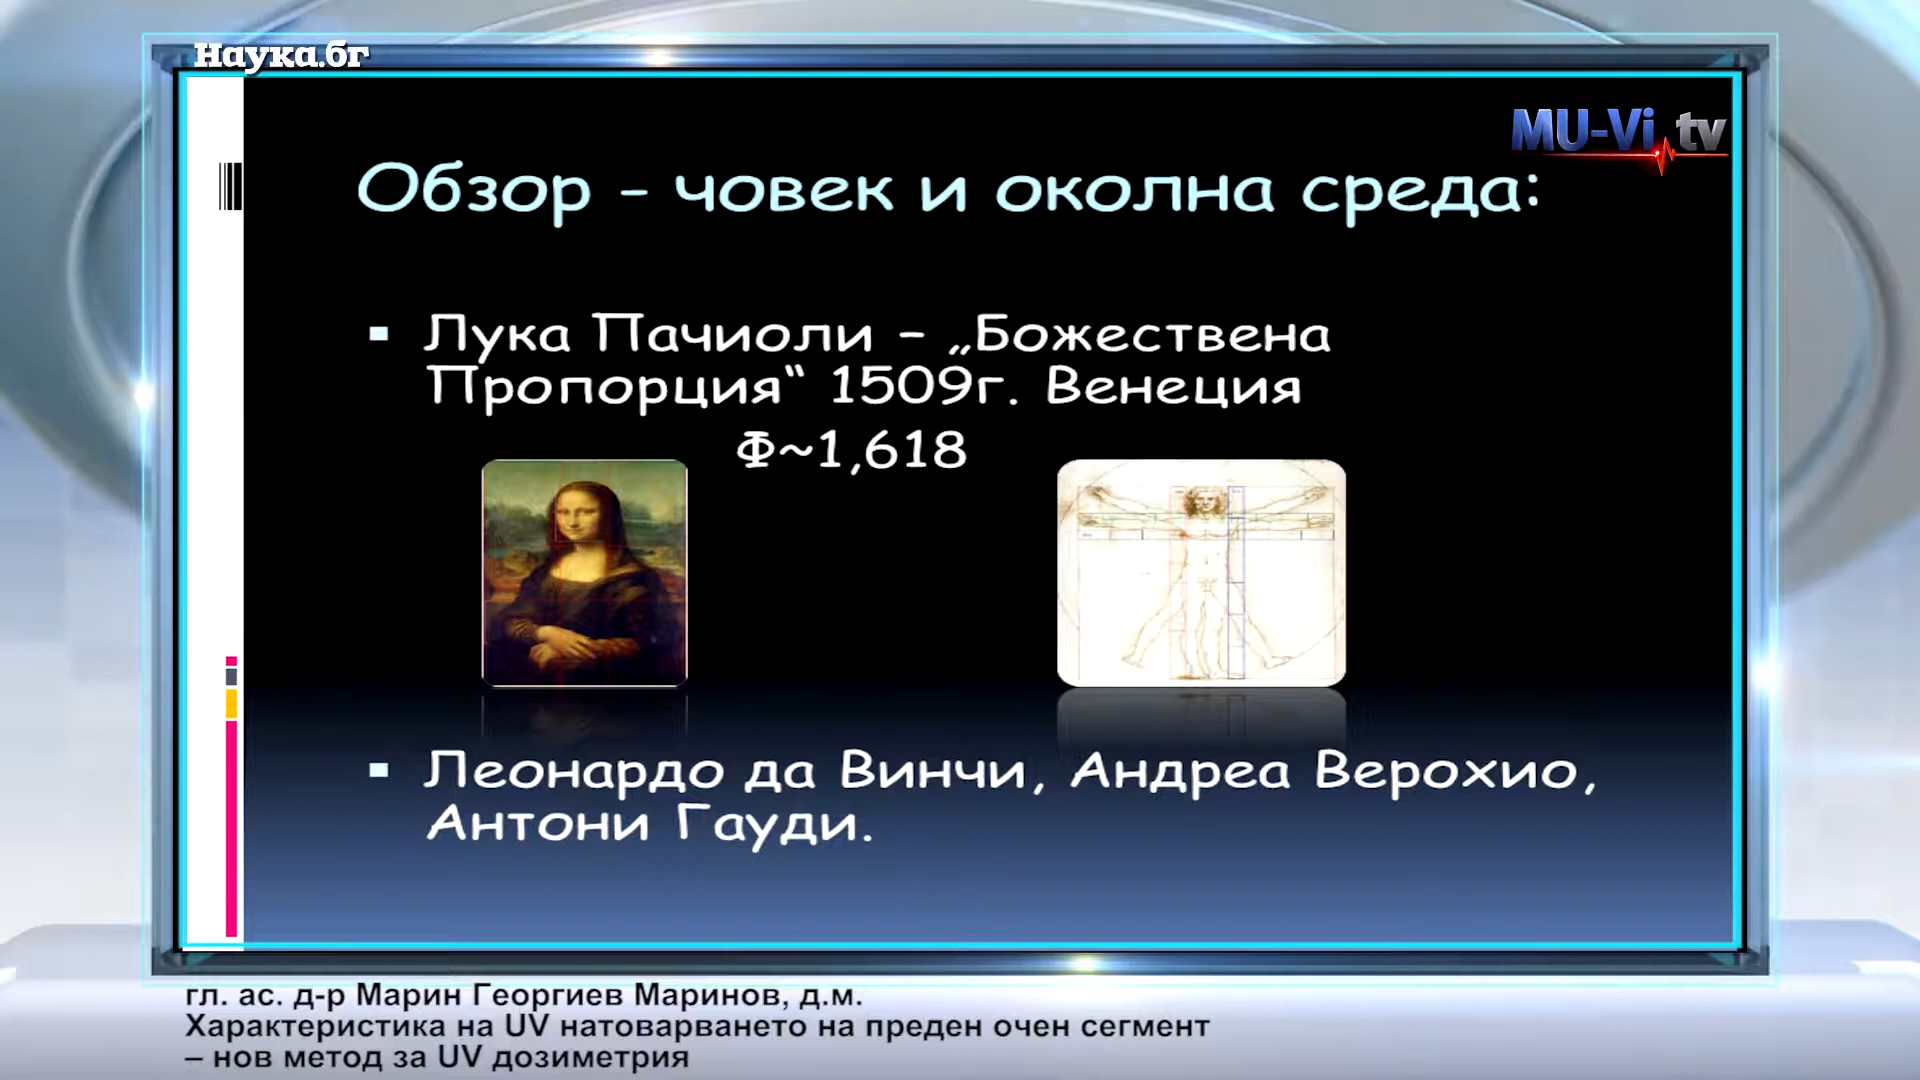 Наука.бг
MU-Vi.tv
Обзор - човек и околна среда:
Лука Пачиоли – „Божествена
Пропорция“ 1509г. Венеция
Ф~1,618
Леонардо да Винчи, Андреа Верохио,
Антони Гауди.
гл. ас. д-р Марин Георгиев Маринов, д.м.
Характеристика на UV натоварването на преден очен сегмент
– нов метод за UV дозиметрия